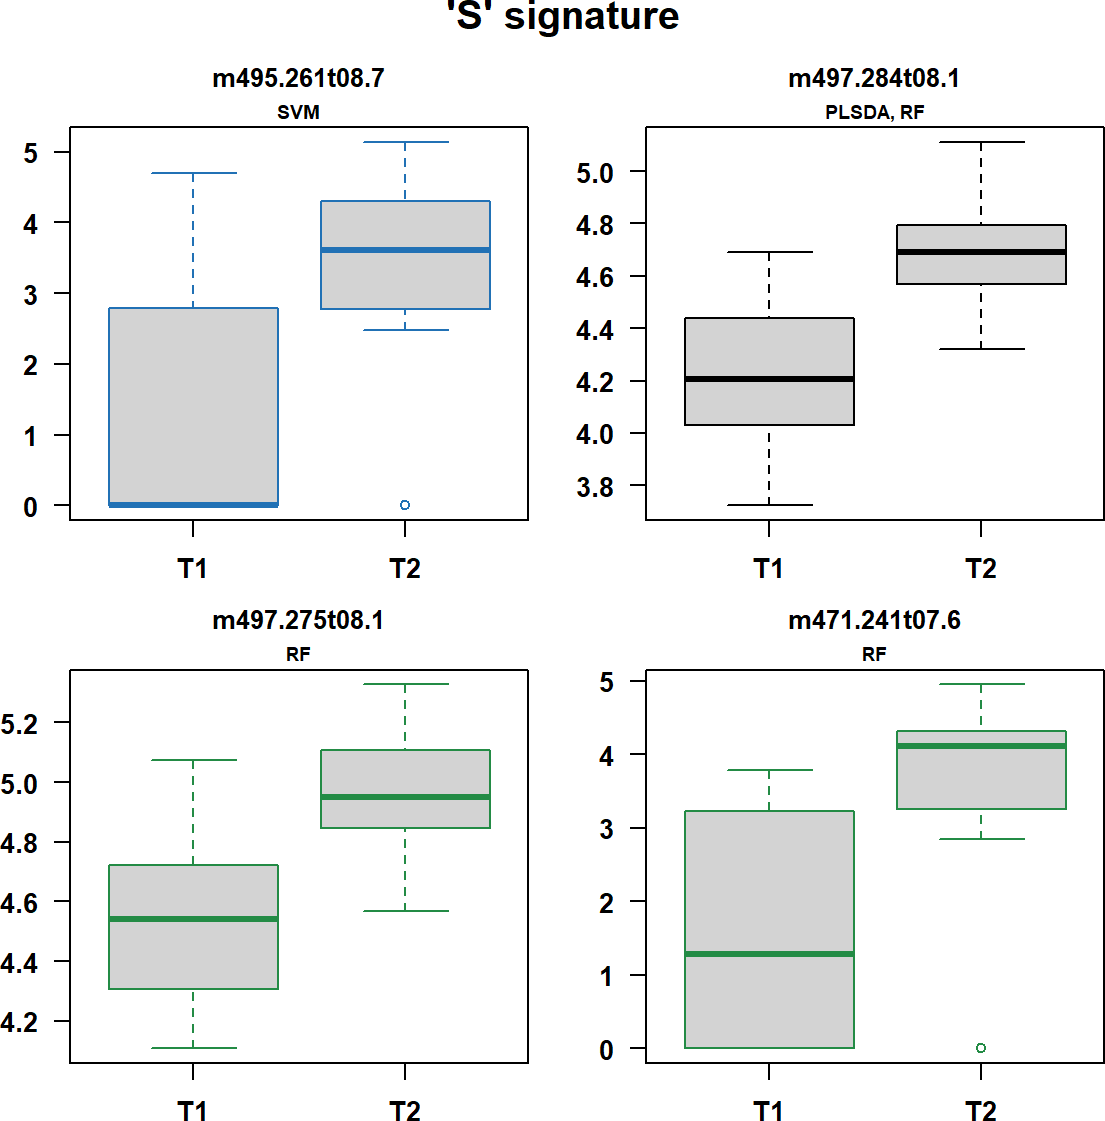 'S' signature
m495.261t08.7
SVM
5
4
3
2
1
0
T1 T2
m497.284t08.1
PLSDA, RF
5.0
4.8
4.6
4.4
4.2
4.0
3.8
T1 T2
m497.275t08.1
RF
5.2
5.0
4.8
4.6
4.4
4.2
T1 T2
m471.241t07.6
RF
5
4
3
2
1
0
T1 T2